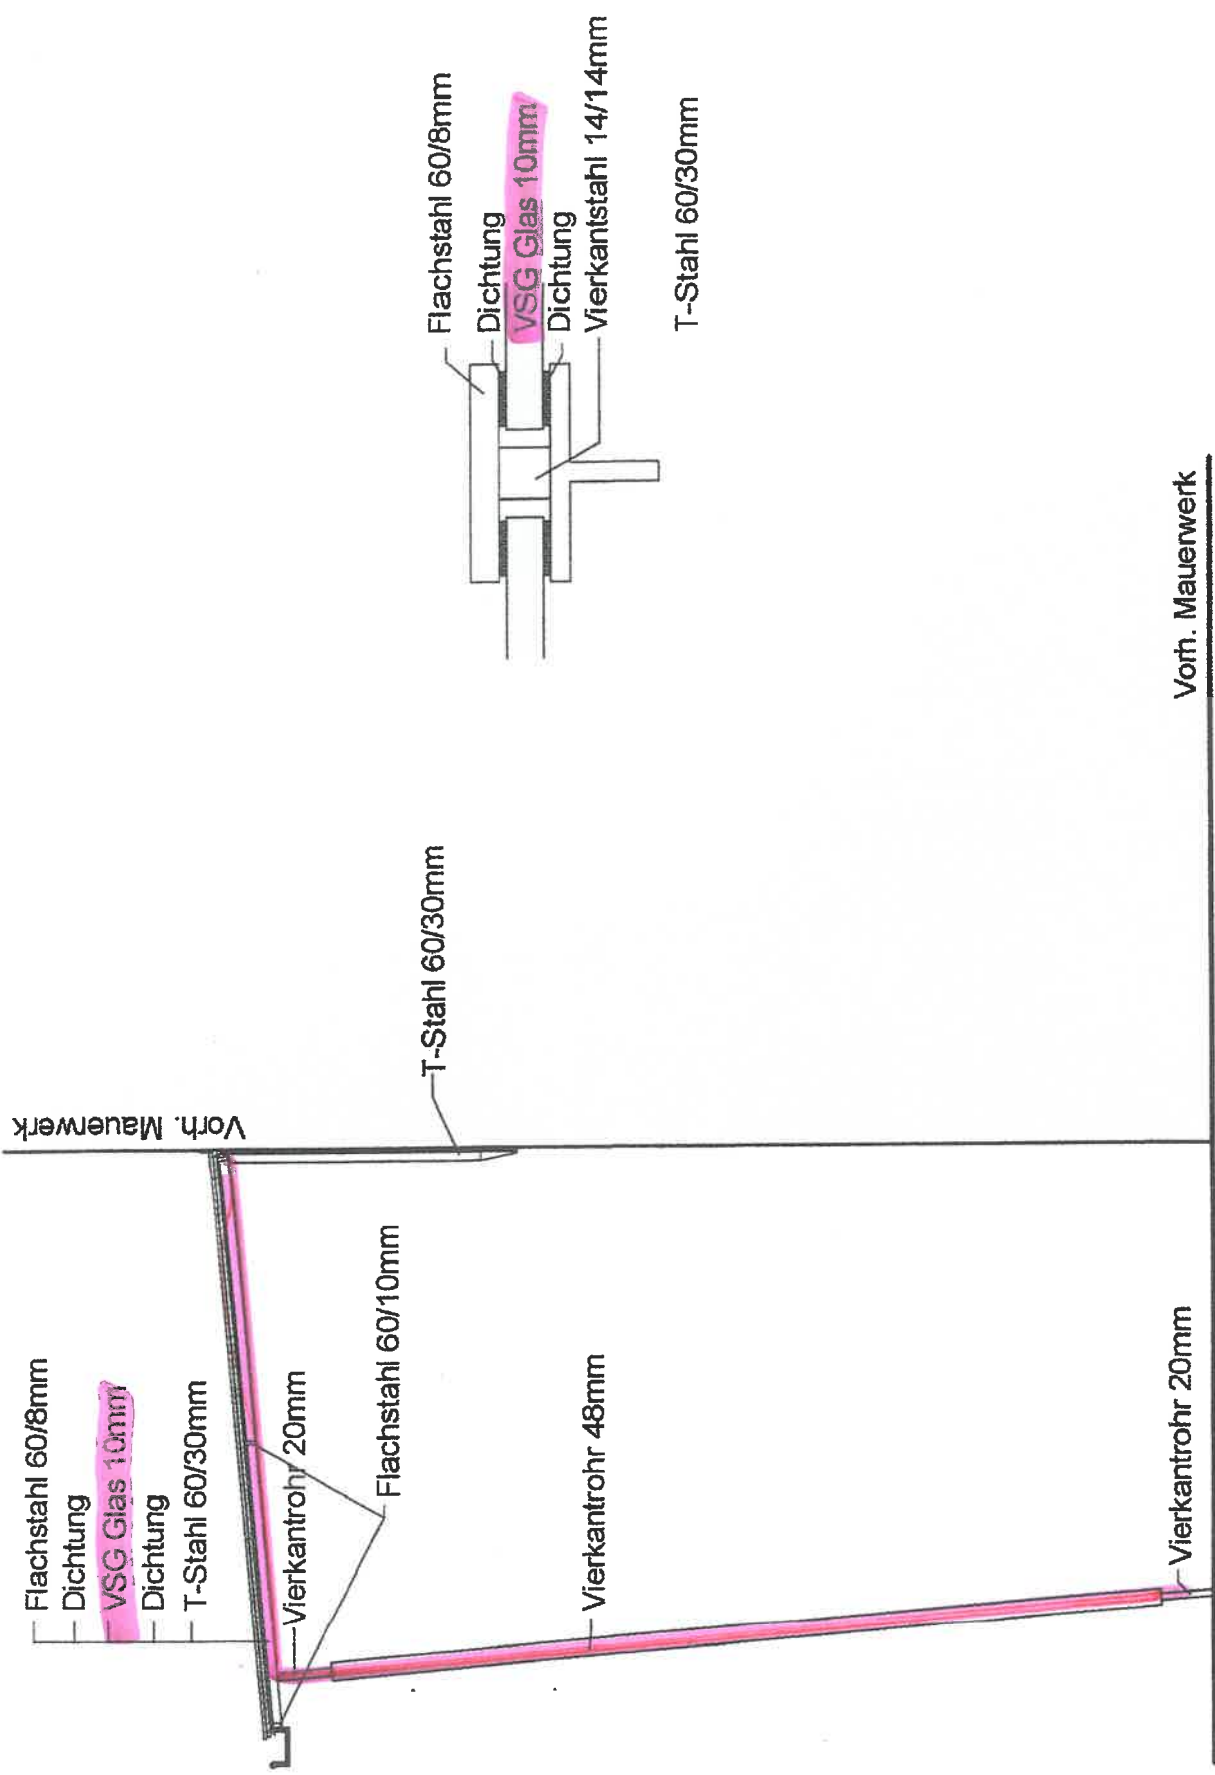 Vorh. Mauerwerk
Flachstahl 60/8mm
Dichtung
VSG Glas 10mm
Dichtung
T-Stahl 60/30mm
Vierkantrohr 20mm
Flachstahl 60/10mm
T-Stahl 60/30mm
Vierkantrohr 48mm
Vierkantrohr 20mm
Flachstahl 60/8mm
Dichtung
VSG Glas 10mm
Dichtung
Vierkantstahl 14/14mm
T-Stahl 60/30mm
Vorh. Mauerwerk